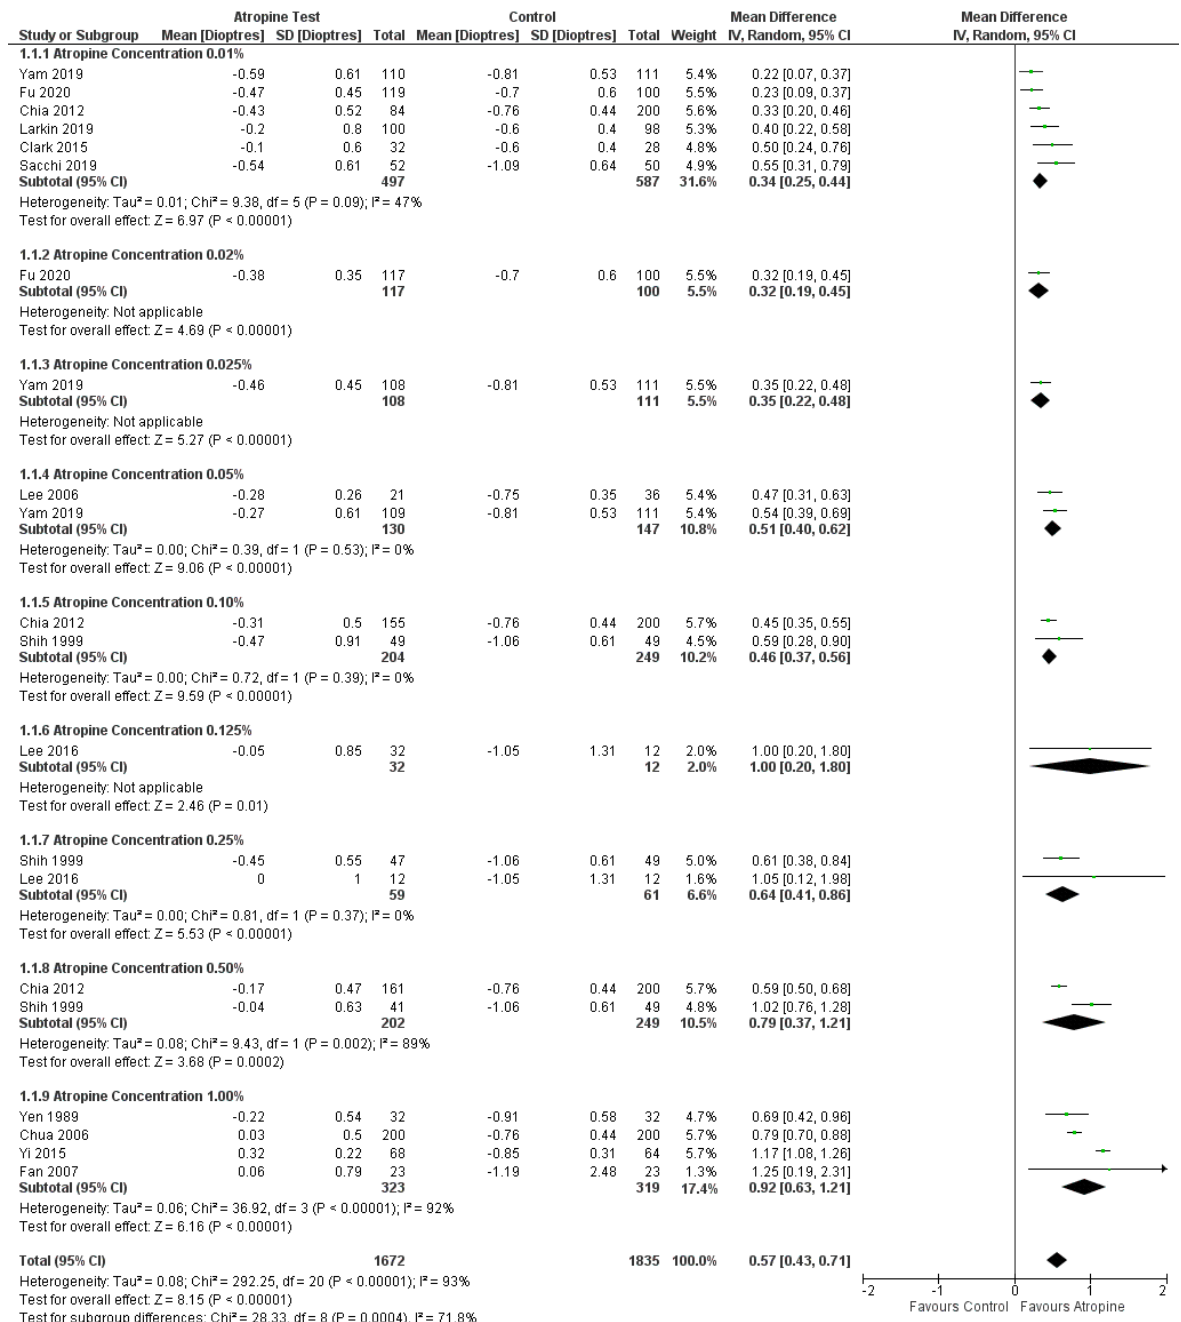 Atropine Test Control Mean Difference Mean Difference
Study or Subgroup Mean [Dioptres] SD [Dioptres] Total Mean [Dioptres] SD [Dioptres] Total Weight IV, Random, 95% CI IV, Random, 95% CI
1.1.1 Atropine Concentration 0.01%
Yam 2019 -0.59 0.61 110 -0.81 0.53 111 5.4% 0.22 [0.07, 0.37]
Fu 2020 -0.47 0.45 119 -0.7 0.6 100 5.5% 0.23 [0.09, 0.37]
Chia 2012 -0.43 0.52 84 -0.76 0.44 200 5.6% 0.33 [0.20, 0.46]
Larkin 2019 -0.2 0.8 100 -0.6 0.4 98 5.3% 0.40 [0.22, 0.58]
Clark 2015 -0.1 0.6 32 -0.6 0.4 28 4.8% 0.50 [0.24, 0.76]
Sacchi 2019 -0.54 0.61 52 -1.09 0.64 50 4.9% 0.55 [0.31, 0.79]
Subtotal (95% CI) 497 587 31.6% 0.34 [0.25, 0.44]
Heterogeneity: Tau² = 0.01; Chi² = 9.38, df = 5 (P = 0.09); I² = 47%
Test for overall effect: Z = 6.97 (P < 0.00001)
1.1.2 Atropine Concentration 0.02%
Fu 2020 -0.38 0.35 117 -0.7 0.6 100 5.5% 0.32 [0.19, 0.45]
Subtotal (95% CI) 117 100 5.5% 0.32 [0.19, 0.45]
Heterogeneity: Not applicable
Test for overall effect: Z = 4.69 (P < 0.00001)
1.1.3 Atropine Concentration 0.025%
Yam 2019 -0.46 0.45 108 -0.81 0.53 111 5.5% 0.35 [0.22, 0.48]
Subtotal (95% CI) 108 111 5.5% 0.35 [0.22, 0.48]
Heterogeneity: Not applicable
Test for overall effect: Z = 5.27 (P < 0.00001)
1.1.4 Atropine Concentration 0.05%
Lee 2006 -0.28 0.26 21 -0.75 0.35 36 5.4% 0.47 [0.31, 0.63]
Yam 2019 -0.27 0.61 109 -0.81 0.53 111 5.4% 0.54 [0.39, 0.69]
Subtotal (95% CI) 130 147 10.8% 0.51 [0.40, 0.62]
Heterogeneity: Tau² = 0.00; Chi² = 0.39, df = 1 (P = 0.53); I² = 0%
Test for overall effect: Z = 9.06 (P < 0.00001)
1.1.5 Atropine Concentration 0.10%
Chia 2012 -0.31 0.5 155 -0.76 0.44 200 5.7% 0.45 [0.35, 0.55]
Shih 1999 -0.47 0.91 49 -1.06 0.61 49 4.5% 0.59 [0.28, 0.90]
Subtotal (95% CI) 204 249 10.2% 0.46 [0.37, 0.56]
Heterogeneity: Tau² = 0.00; Chi² = 0.72, df = 1 (P = 0.39); I² = 0%
Test for overall effect: Z = 9.59 (P < 0.00001)
1.1.6 Atropine Concentration 0.125%
Lee 2016 -0.05 0.85 32 -1.05 1.31 12 2.0% 1.00 [0.20, 1.80]
Subtotal (95% CI) 32 12 2.0% 1.00 [0.20, 1.80]
Heterogeneity: Not applicable
Test for overall effect: Z = 2.46 (P = 0.01)
1.1.7 Atropine Concentration 0.25%
Shih 1999 -0.45 0.55 47 -1.06 0.61 49 5.0% 0.61 [0.38, 0.84]
Lee 2016 0 1 12 -1.05 1.31 12 1.6% 1.05 [0.12, 1.98]
Subtotal (95% CI) 59 61 6.6% 0.64 [0.41, 0.86]
Heterogeneity: Tau² = 0.00; Chi² = 0.81, df = 1 (P = 0.37); I² = 0%
Test for overall effect: Z = 5.53 (P < 0.00001)
1.1.8 Atropine Concentration 0.50%
Chia 2012 -0.17 0.47 161 -0.76 0.44 200 5.7% 0.59 [0.50, 0.68]
Shih 1999 -0.04 0.63 41 -1.06 0.61 49 4.8% 1.02 [0.76, 1.28]
Subtotal (95% CI) 202 249 10.5% 0.79 [0.37, 1.21]
Heterogeneity: Tau² = 0.08; Chi² = 9.43, df = 1 (P = 0.002); I² = 89%
Test for overall effect: Z = 3.68 (P = 0.0002)
1.1.9 Atropine Concentration 1.00%
Yen 1989 -0.22 0.54 32 -0.91 0.58 32 4.7% 0.69 [0.42, 0.96]
Chua 2006 0.03 0.5 200 -0.76 0.44 200 5.7% 0.79 [0.70, 0.88]
Yi 2015 0.32 0.22 68 -0.85 0.31 64 5.7% 1.17 [1.08, 1.26]
Fan 2007 0.06 0.79 23 -1.19 2.48 23 1.3% 1.25 [0.19, 2.31]
Subtotal (95% CI) 323 319 17.4% 0.92 [0.63, 1.21]
Heterogeneity: Tau² = 0.06; Chi² = 36.92, df = 3 (P < 0.00001); I² = 92%
Test for overall effect: Z = 6.16 (P < 0.00001)
Total (95% CI) 1672 1835 100.0% 0.57 [0.43, 0.71]
Heterogeneity: Tau² = 0.08; Chi² = 292.25, df = 20 (P < 0.00001); I² = 93%
Test for overall effect: Z = 8.15 (P < 0.00001)
Test for subgroup differences: Chi² = 28.33, df = 8 (P = 0.0004), I² = 71.8%
-2 -1 0 1 2
Favours Control Favours Atropine